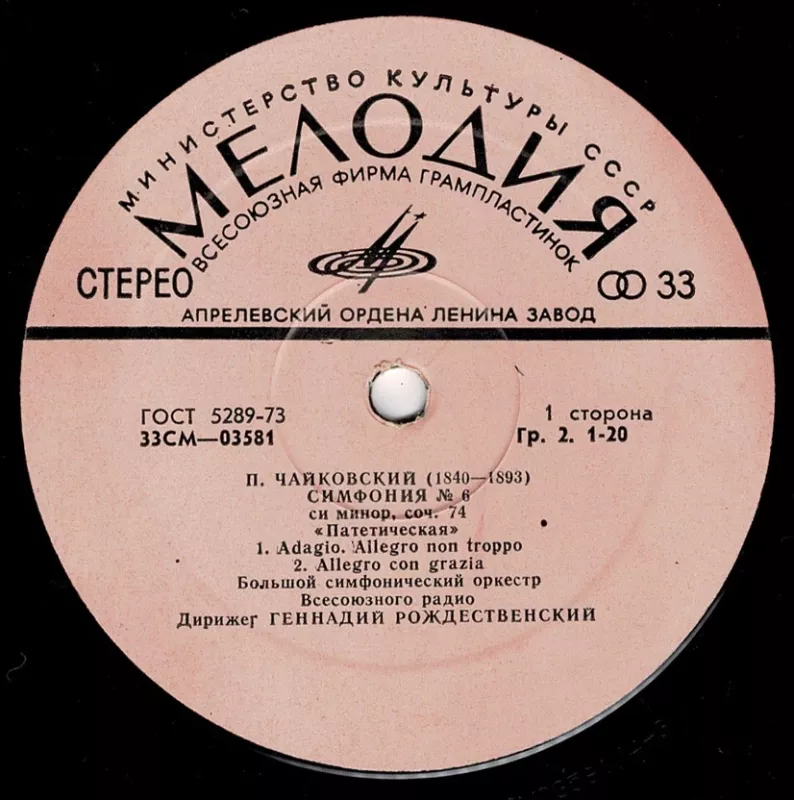 МИНИСТЕРСТВО КУЛЬТУРЫ СССР
МЕЛОДИЯ
ВСЕСОЮЗНАЯ ФИРМА ГРАМПЛАСТИНОК
СТЕРЕО
33
АПРЕЛЕВСКИЙ ОРДЕНА ЛЕНИНА ЗАВОД
ГОСТ 5289-73
1 сторона
33СМ—03581
Гр. 2. 1-20
П. ЧАЙКОВСКИЙ (1840—1893)
СИМФОНИЯ № 6
си минор, соч. 74
«Патетическая»
1. Adagio. Allegro non troppo
2. Allegro con grazia
Большой симфонический оркестр
Всесоюзного радио
Дирижер ГЕННАДИЙ РОЖДЕСТВЕНСКИЙ